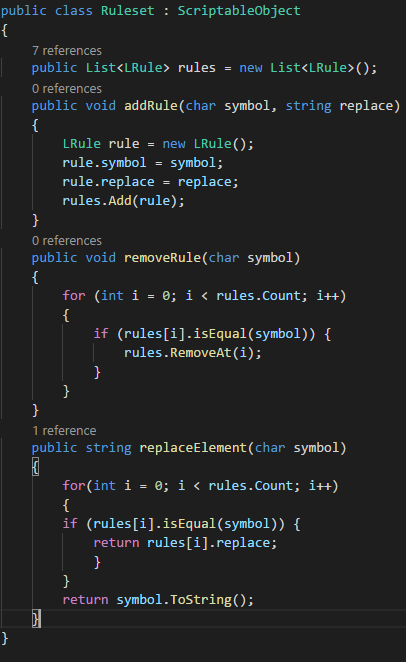 public class Ruleset : ScriptableObject
{
7 references
public List<LRule> rules = new List<LRule>();
0 references
public void addRule(char symbol, string replace)
{
LRule rule = new LRule();
rule.symbol = symbol;
rule.replace = replace;
rules.Add(rule);
}
0 references
public void removeRule(char symbol)
{
for (int i = 0; i < rules.Count; i++)
{
if (rules[i].isEqual(symbol)) {
rules.RemoveAt(i);
}
}
}
1 reference
public string replaceElement(char symbol)
{
for(int i = 0; i < rules.Count; i++)
{
if (rules[i].isEqual(symbol)) {
return rules[i].replace;
}
}
return symbol.ToString();
}
}